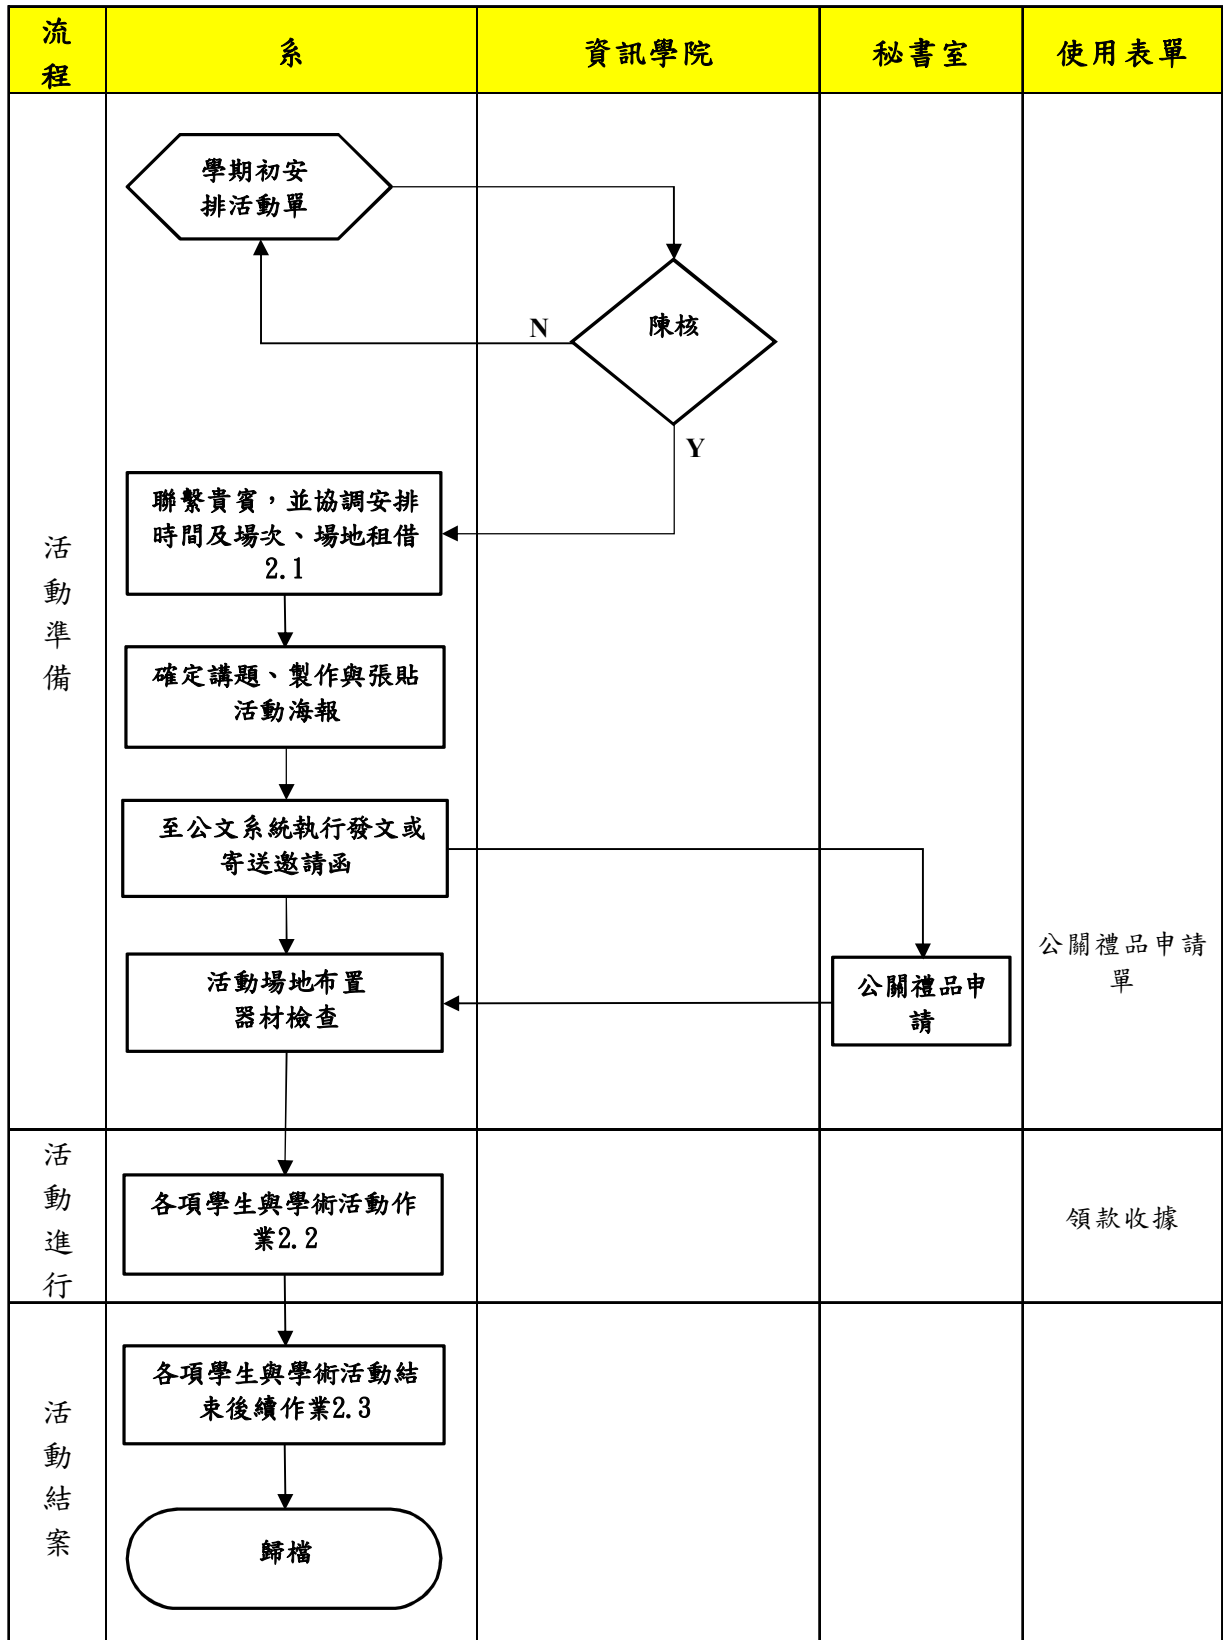 流
程
系
資訊學院
秘書室
使用表單
學期初安
排活動單
陳核
N
Y
聯繫貴賓，並協調安排
時間及場次、場地租借
2.1
確定講題、製作與張貼
活動海報
至公文系統執行發文或
寄送邀請函
活動場地布置
器材檢查
公關禮品申
請
公關禮品申請
單
活
動
準
備
活
動
進
行
各項學生與學術活動作
業2.2
領款收據
活
動
結
案
各項學生與學術活動結
束後續作業2.3
歸檔